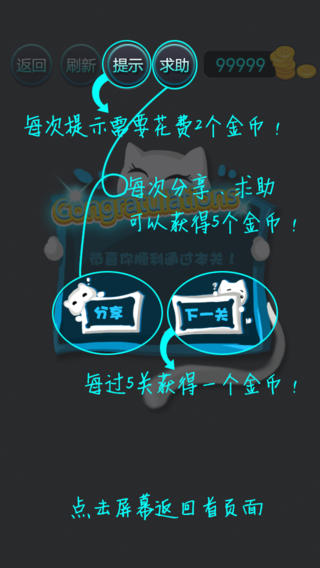 返回 刷新 提示 求助 99999
每次提示需要花费2个金币！
每次分享、求助
可以获得5个金币！
Congratulations
恭喜你顺利通过本关！
分享 下一关
每过5关获得一个金币！
点击屏幕返回首页面